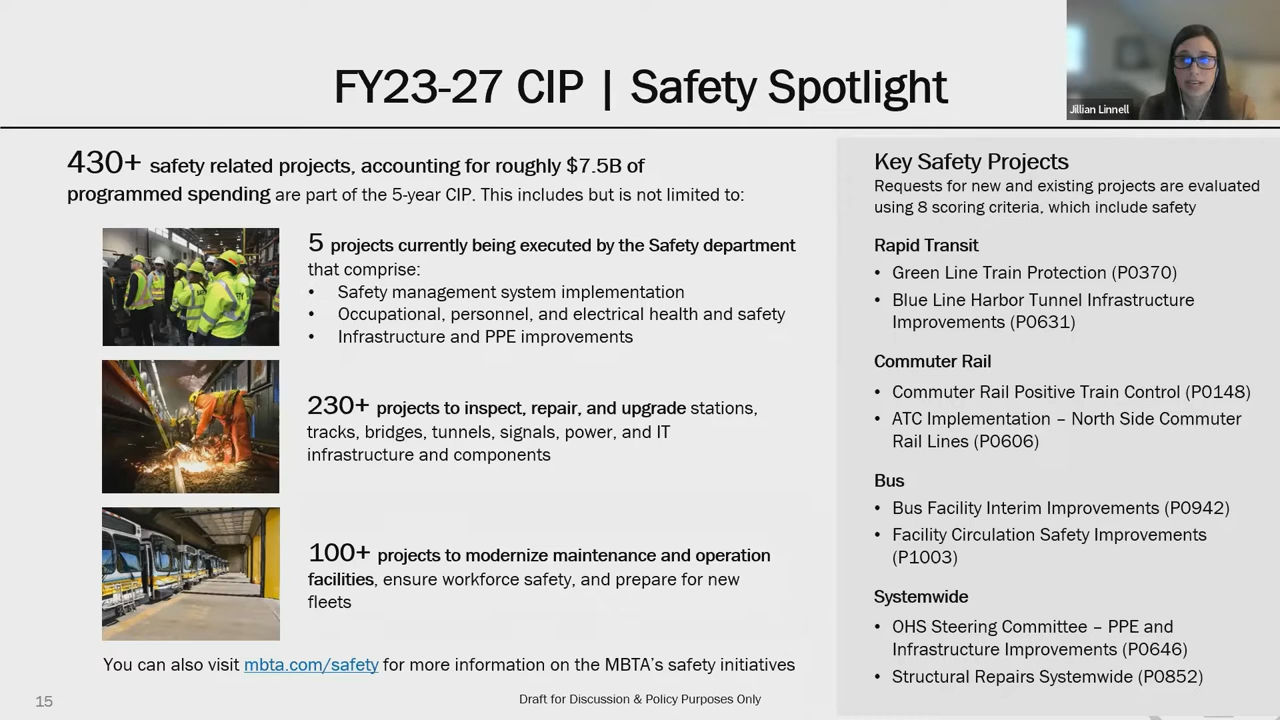 FY23-27 CIP | Safety Spotlight
Jillian Linnell
430+ safety related projects, accounting for roughly $7.5B of
programmed spending are part of the 5-year CIP. This includes but is not limited to:
5 projects currently being executed by the Safety department
that comprise:
• Safety management system implementation
• Occupational, personnel, and electrical health and safety
• Infrastructure and PPE improvements
230+ projects to inspect, repair, and upgrade stations,
tracks, bridges, tunnels, signals, power, and IT
infrastructure and components
100+ projects to modernize maintenance and operation
facilities, ensure workforce safety, and prepare for new
fleets
You can also visit mbta.com/safety for more information on the MBTA's safety initiatives
Key Safety Projects
Requests for new and existing projects are evaluated
using 8 scoring criteria, which include safety
Rapid Transit
• Green Line Train Protection (P0370)
• Blue Line Harbor Tunnel Infrastructure
Improvements (P0631)
Commuter Rail
• Commuter Rail Positive Train Control (P0148)
• ATC Implementation – North Side Commuter
Rail Lines (P0606)
Bus
• Bus Facility Interim Improvements (P0942)
• Facility Circulation Safety Improvements
(P1003)
Systemwide
• OHS Steering Committee – PPE and
Infrastructure Improvements (P0646)
• Structural Repairs Systemwide (P0852)
15
Draft for Discussion & Policy Purposes Only